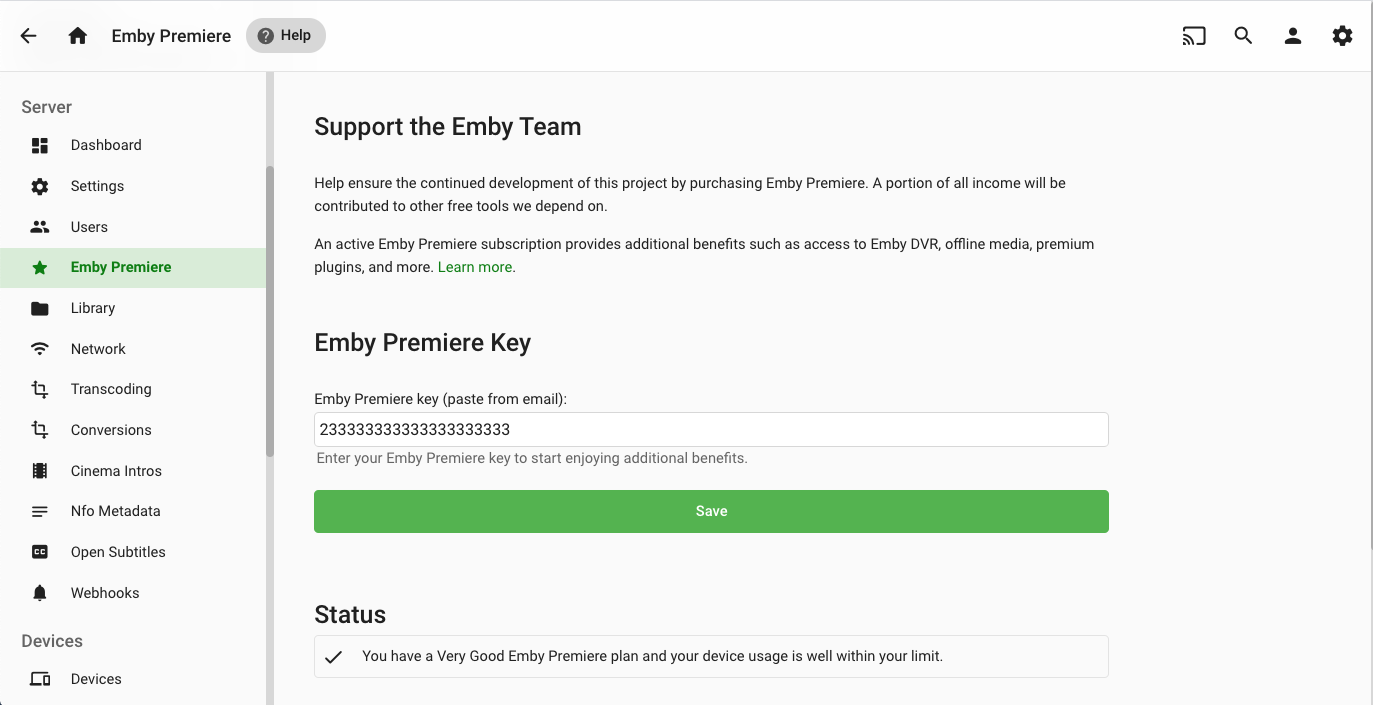 Emby Premiere
Help
Server
Dashboard
Settings
Users
Emby Premiere
Library
Network
Transcoding
Conversions
Cinema Intros
Nfo Metadata
CC
Open Subtitles
Webhooks
Devices
Devices
Support the Emby Team
Help ensure the continued development of this project by purchasing Emby Premiere. A portion of all income will be
contributed to other free tools we depend on.
An active Emby Premiere subscription provides additional benefits such as access to Emby DVR, offline media, premium
plugins, and more. Learn more.
Emby Premiere Key
Emby Premiere key (paste from email):
233333333333333333333
Enter your Emby Premiere key to start enjoying additional benefits.
Save
Status
You have a Very Good Emby Premiere plan and your device usage is well within your limit.